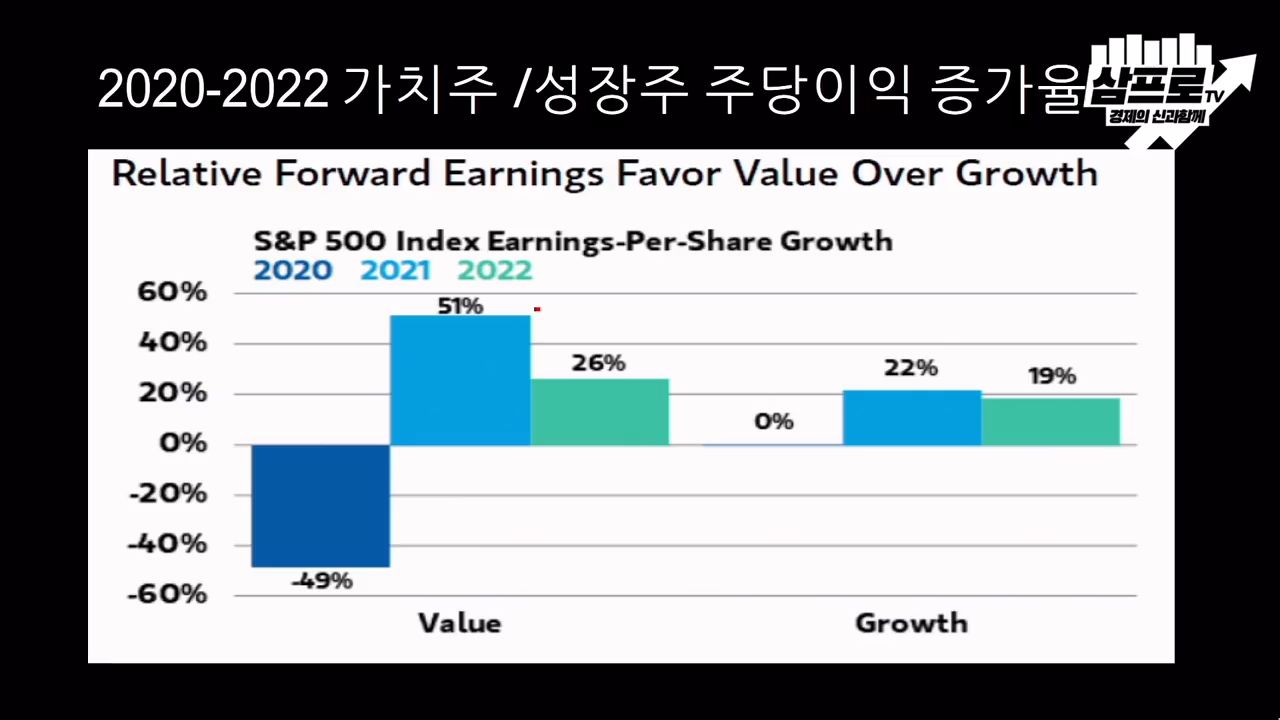 2020-2022 가치주 /성장주 주당이익 증가율
삼프로TV
경제의 신과함께
Relative Forward Earnings Favor Value Over Growth
S&P 500 Index Earnings-Per-Share Growth
2020 2021 2022
60%
51%
40%
26%
22%
19%
20%
0%
0%
-20%
-40%
-49%
-60%
Value Growth